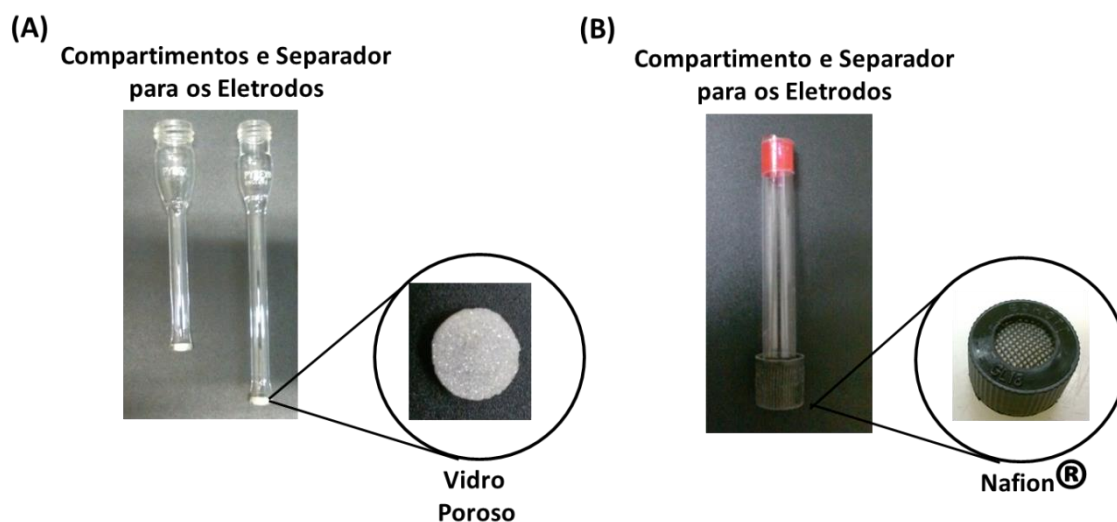 (A)
Compartimentos e Separador
para os Eletrodos
Vidro
Poroso
(B)
Compartimento e Separador
para os Eletrodos
Nafion®